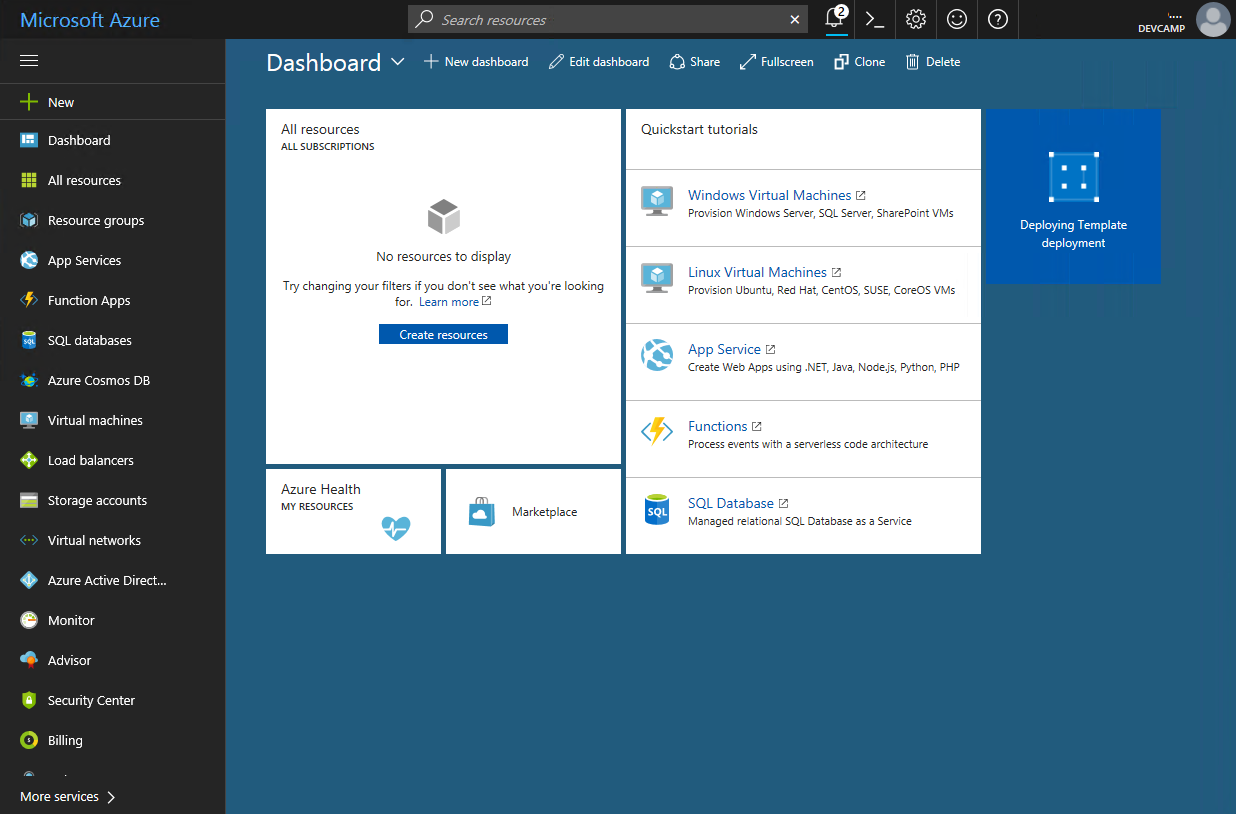 Microsoft Azure
Search resources
2
DEVCAMP
New
Dashboard
All resources
Resource groups
App Services
Function Apps
SQL databases
Azure Cosmos DB
Virtual machines
Load balancers
Storage accounts
Virtual networks
Azure Active Direct...
Monitor
Advisor
Security Center
Billing
More services
Dashboard
New dashboard
Edit dashboard
Share
Fullscreen
Clone
Delete
All resources
ALL SUBSCRIPTIONS
No resources to display
Try changing your filters if you don't see what you're looking
for. Learn more
Create resources
Azure Health
MY RESOURCES
Marketplace
Quickstart tutorials
Windows Virtual Machines
Provision Windows Server, SQL Server, SharePoint VMs
Linux Virtual Machines
Provision Ubuntu, Red Hat, CentOS, SUSE, CoreOS VMs
App Service
Create Web Apps using .NET, Java, Node.js, Python, PHP
Functions
Process events with a serverless code architecture
SQL
SQL Database
Managed relational SQL Database as a Service
Deploying Template
deployment